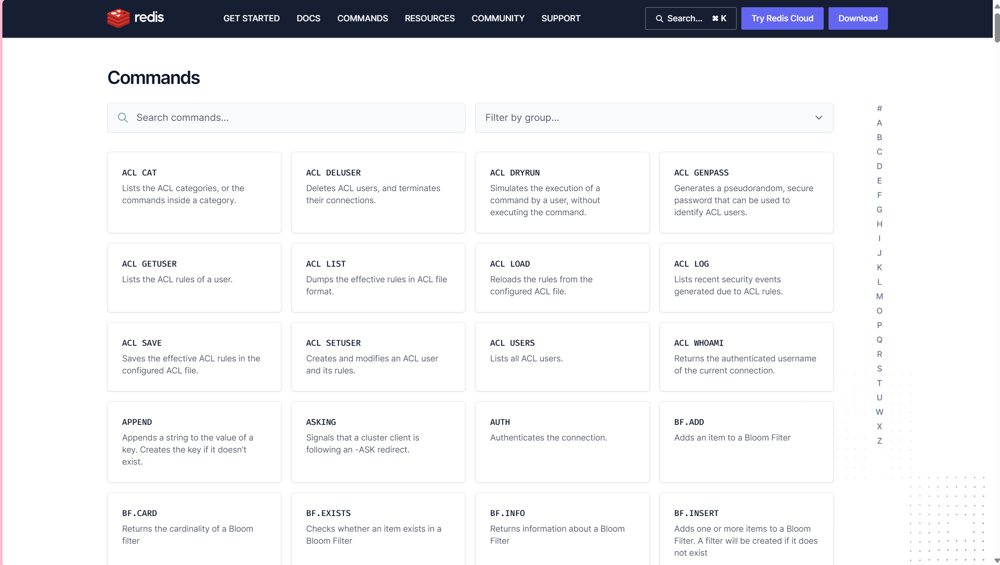 redis
GET STARTED
DOCS
COMMANDS
RESOURCES
COMMUNITY
SUPPORT
Search... ⌘ K
Try Redis Cloud
Download
Commands
Search commands...
Filter by group...
ACL CAT
Lists the ACL categories, or the
commands inside a category.
ACL DELUSER
Deletes ACL users, and terminates
their connections.
ACL DRYRUN
Simulates the execution of a
command by a user, without
executing the command.
ACL GENPASS
Generates a pseudorandom, secure
password that can be used to
identify ACL users.
ACL GETUSER
Lists the ACL rules of a user.
ACL LIST
Dumps the effective rules in ACL file
format.
ACL LOAD
Reloads the rules from the
configured ACL file.
ACL LOG
Lists recent security events
generated due to ACL rules.
ACL SAVE
Saves the effective ACL rules in the
configured ACL file.
ACL SETUSER
Creates and modifies an ACL user
and its rules.
ACL USERS
Lists all ACL users.
ACL WHOAMI
Returns the authenticated username
of the current connection.
APPEND
Appends a string to the value of a
key. Creates the key if it doesn't
exist.
ASKING
Signals that a cluster client is
following an -ASK redirect.
AUTH
Authenticates the connection.
BF.ADD
Adds an item to a Bloom Filter
BF.CARD
Returns the cardinality of a Bloom
filter
BF.EXISTS
Checks whether an item exists in a
Bloom Filter
BF.INFO
Returns information about a Bloom
Filter
BF.INSERT
Adds one or more items to a Bloom
Filter. A filter will be created if it does
not exist
#
A
B
C
D
E
F
G
H
I
J
K
L
M
O
P
Q
R
S
T
U
W
X
Z